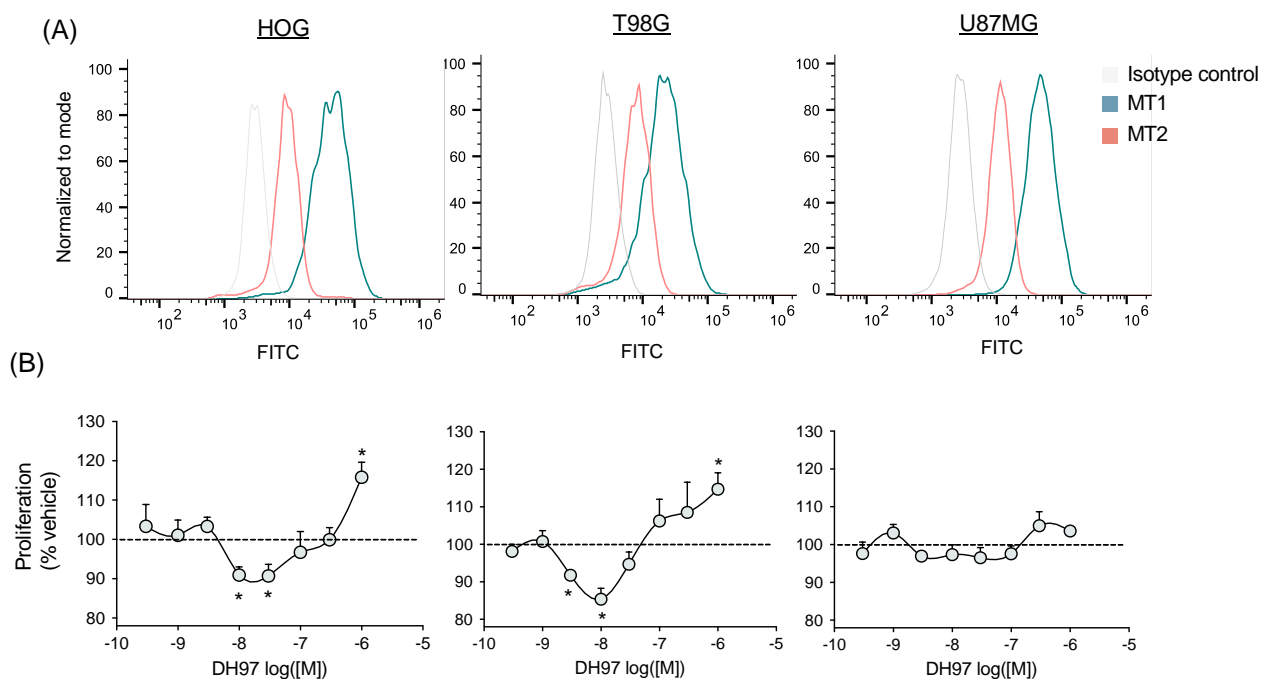 (A)
HOG
T98G
U87MG
Isotype control
MT1
MT2
Normalized to mode
100
80
60
40
20
0
10^2 10^3 10^4 10^5 10^6
FITC
100
80
60
40
20
0
10^2 10^3 10^4 10^5 10^6
FITC
100
80
60
40
20
0
10^2 10^3 10^4 10^5 10^6
FITC
(B)
Proliferation
(% vehicle)
130
120
110
100
90
80
* * *
-10 -9 -8 -7 -6 -5
DH97 log([M])
130
120
110
100
90
80
* * *
-10 -9 -8 -7 -6 -5
DH97 log([M])
130
120
110
100
90
80
-10 -9 -8 -7 -6 -5
DH97 log([M])